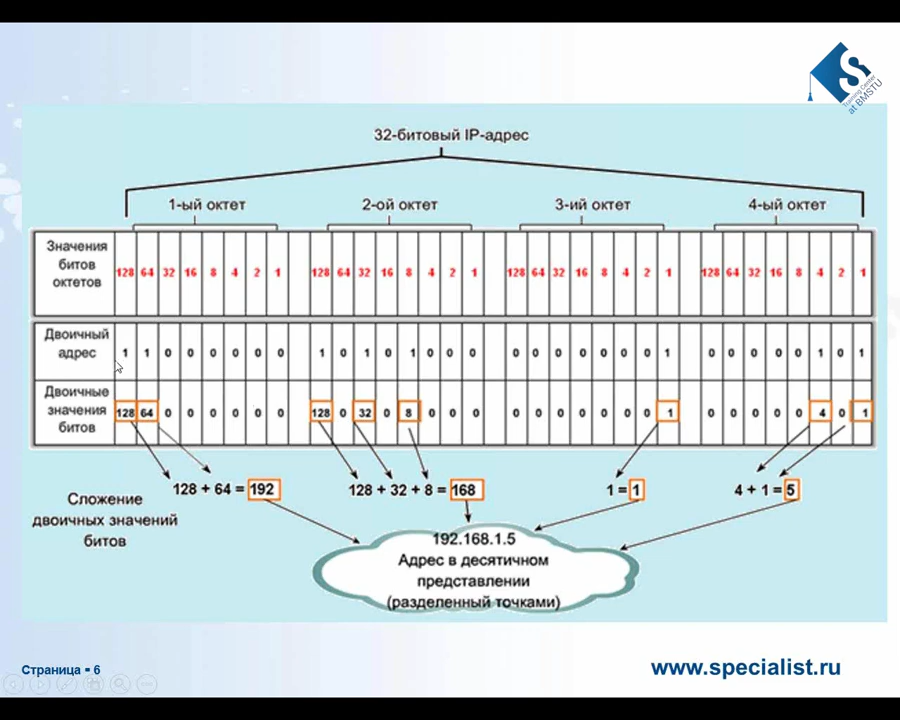 Training Center
at BMSTU
32-битовый IP-адрес
1-ый октет 2-ой октет 3-ий октет 4-ый октет
Значения
битов
октетов
128 64 32 16 8 4 2 1 128 64 32 16 8 4 2 1 128 64 32 16 8 4 2 1 128 64 32 16 8 4 2 1
Двоичный
адрес
1 1 0 0 0 0 0 0 1 0 1 0 1 0 0 0 0 0 0 0 0 0 0 1 0 0 0 0 0 1 0 1
Двоичные
значения
битов
128 64 0 0 0 0 0 0 128 0 32 0 8 0 0 0 0 0 0 0 0 0 0 1 0 0 0 0 0 4 0 1
128 + 64 = 192 128 + 32 + 8 = 168 1 = 1 4 + 1 = 5
Сложение
двоичных значений
битов
192.168.1.5
Адрес в десятичном
представлении
(разделенный точками)
Страница ▪ 6
www.specialist.ru